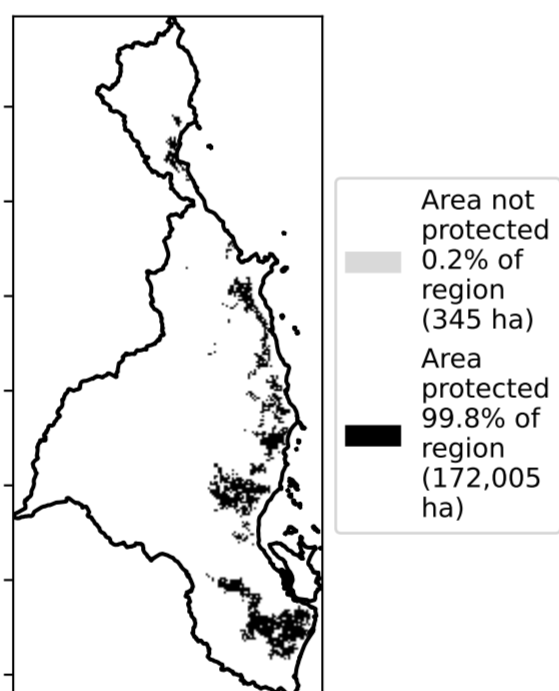 Area not
protected
0.2% of
region
(345 ha)
Area
protected
99.8% of
region
(172,005
ha)